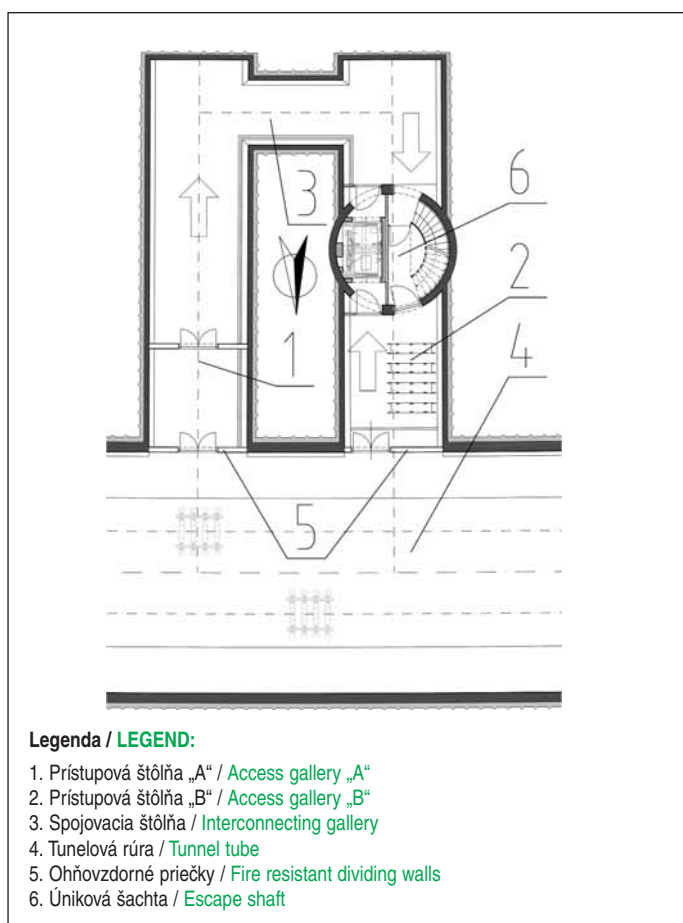 3
6
2
1
4
5
Legenda / LEGEND:
1. Prístupová štôlňa „A“ / Access gallery „A“
2. Prístupová štôlňa „B“ / Access gallery „B“
3. Spojovacia štôlňa / Interconnecting gallery
4. Tunelová rúra / Tunnel tube
5. Ohňovzdorné priečky / Fire resistant dividing walls
6. Úniková šachta / Escape shaft